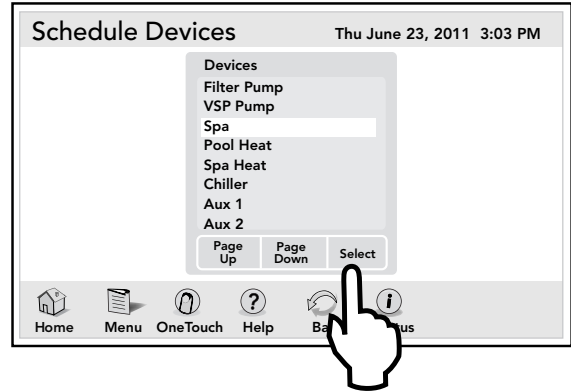 Schedule Devices
Thu June 23, 2011 3:03 PM
Devices
Filter Pump
VSP Pump
Spa
Pool Heat
Spa Heat
Chiller
Aux 1
Aux 2
Page Up
Page Down
Select
?
i
Home Menu OneTouch Help